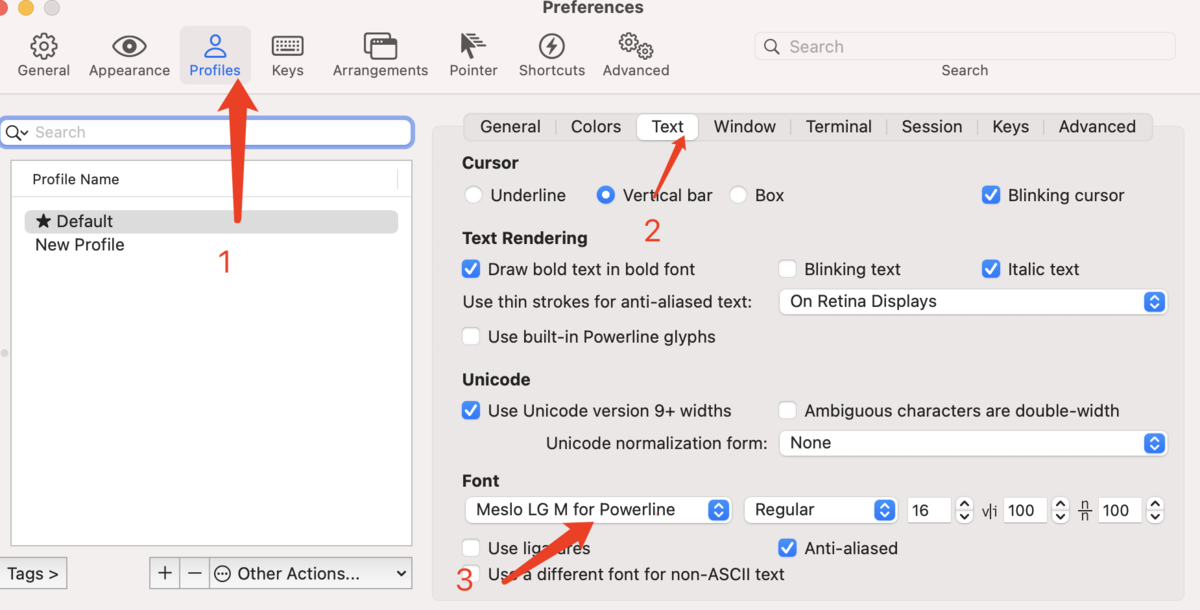 Preferences
General Appearance Profiles Keys Arrangements Pointer Shortcuts Advanced
Search
Search
Search
Profile Name
★ Default
New Profile
1
Tags >
+ − Other Actions...
General Colors Text Window Terminal Session Keys Advanced
Cursor
Underline Vertical bar Box Blinking cursor
2
Text Rendering
Draw bold text in bold font Blinking text Italic text
Use thin strokes for anti-aliased text: On Retina Displays
Use built-in Powerline glyphs
Unicode
Use Unicode version 9+ widths Ambiguous characters are double-width
Unicode normalization form: None
Font
Meslo LG M for Powerline Regular 16 v|i 100 n/n 100
Use ligatures Anti-aliased
3 Use a different font for non-ASCII text